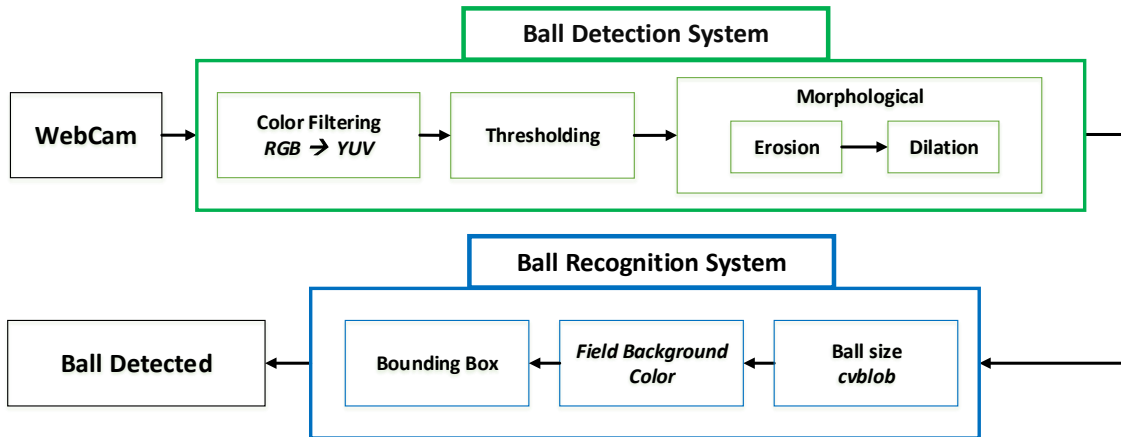 Ball Detection System
WebCam
Color Filtering
RGB → YUV
Thresholding
Morphological
Erosion
Dilation
Ball Recognition System
Ball size
cvblob
Field Background
Color
Bounding Box
Ball Detected